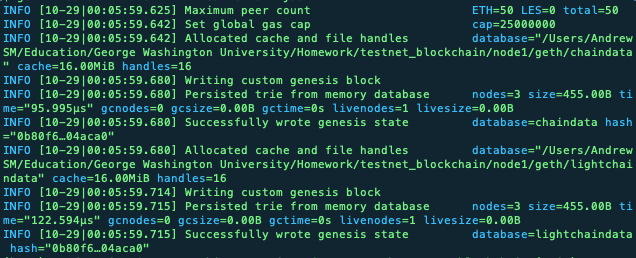 INFO [10-29|00:05:59.625] Maximum peer count                       ETH=50 LES=0 total=50
INFO [10-29|00:05:59.642] Set global gas cap                       cap=25000000
INFO [10-29|00:05:59.642] Allocated cache and file handles         database="/Users/Andrew
SM/Education/George Washington University/Homework/testnet_blockchain/node1/geth/chaindata
" cache=16.00MiB handles=16
INFO [10-29|00:05:59.680] Writing custom genesis block
INFO [10-29|00:05:59.680] Persisted trie from memory database      nodes=3 size=455.00B ti
me="95.995µs" gcnodes=0 gcsize=0.00B gctime=0s livenodes=1 livesize=0.00B
INFO [10-29|00:05:59.680] Successfully wrote genesis state         database=chaindata hash
="0b80f6…04aca0"
INFO [10-29|00:05:59.680] Allocated cache and file handles         database="/Users/Andrew
SM/Education/George Washington University/Homework/testnet_blockchain/node1/geth/lightchai
ndata" cache=16.00MiB handles=16
INFO [10-29|00:05:59.714] Writing custom genesis block
INFO [10-29|00:05:59.715] Persisted trie from memory database      nodes=3 size=455.00B ti
me="122.594µs" gcnodes=0 gcsize=0.00B gctime=0s livenodes=1 livesize=0.00B
INFO [10-29|00:05:59.715] Successfully wrote genesis state         database=lightchaindata
 hash="0b80f6…04aca0"